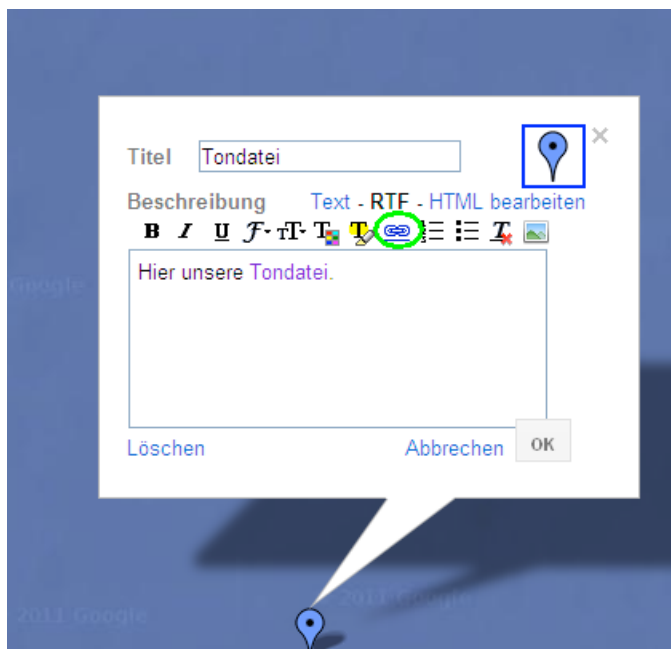 Titel Tondatei
Beschreibung Text - RTF - HTML bearbeiten
B I U F T T T T
Hier unsere Tondatei.
Google
Löschen Abbrechen OK
2011 Google
2011 Google